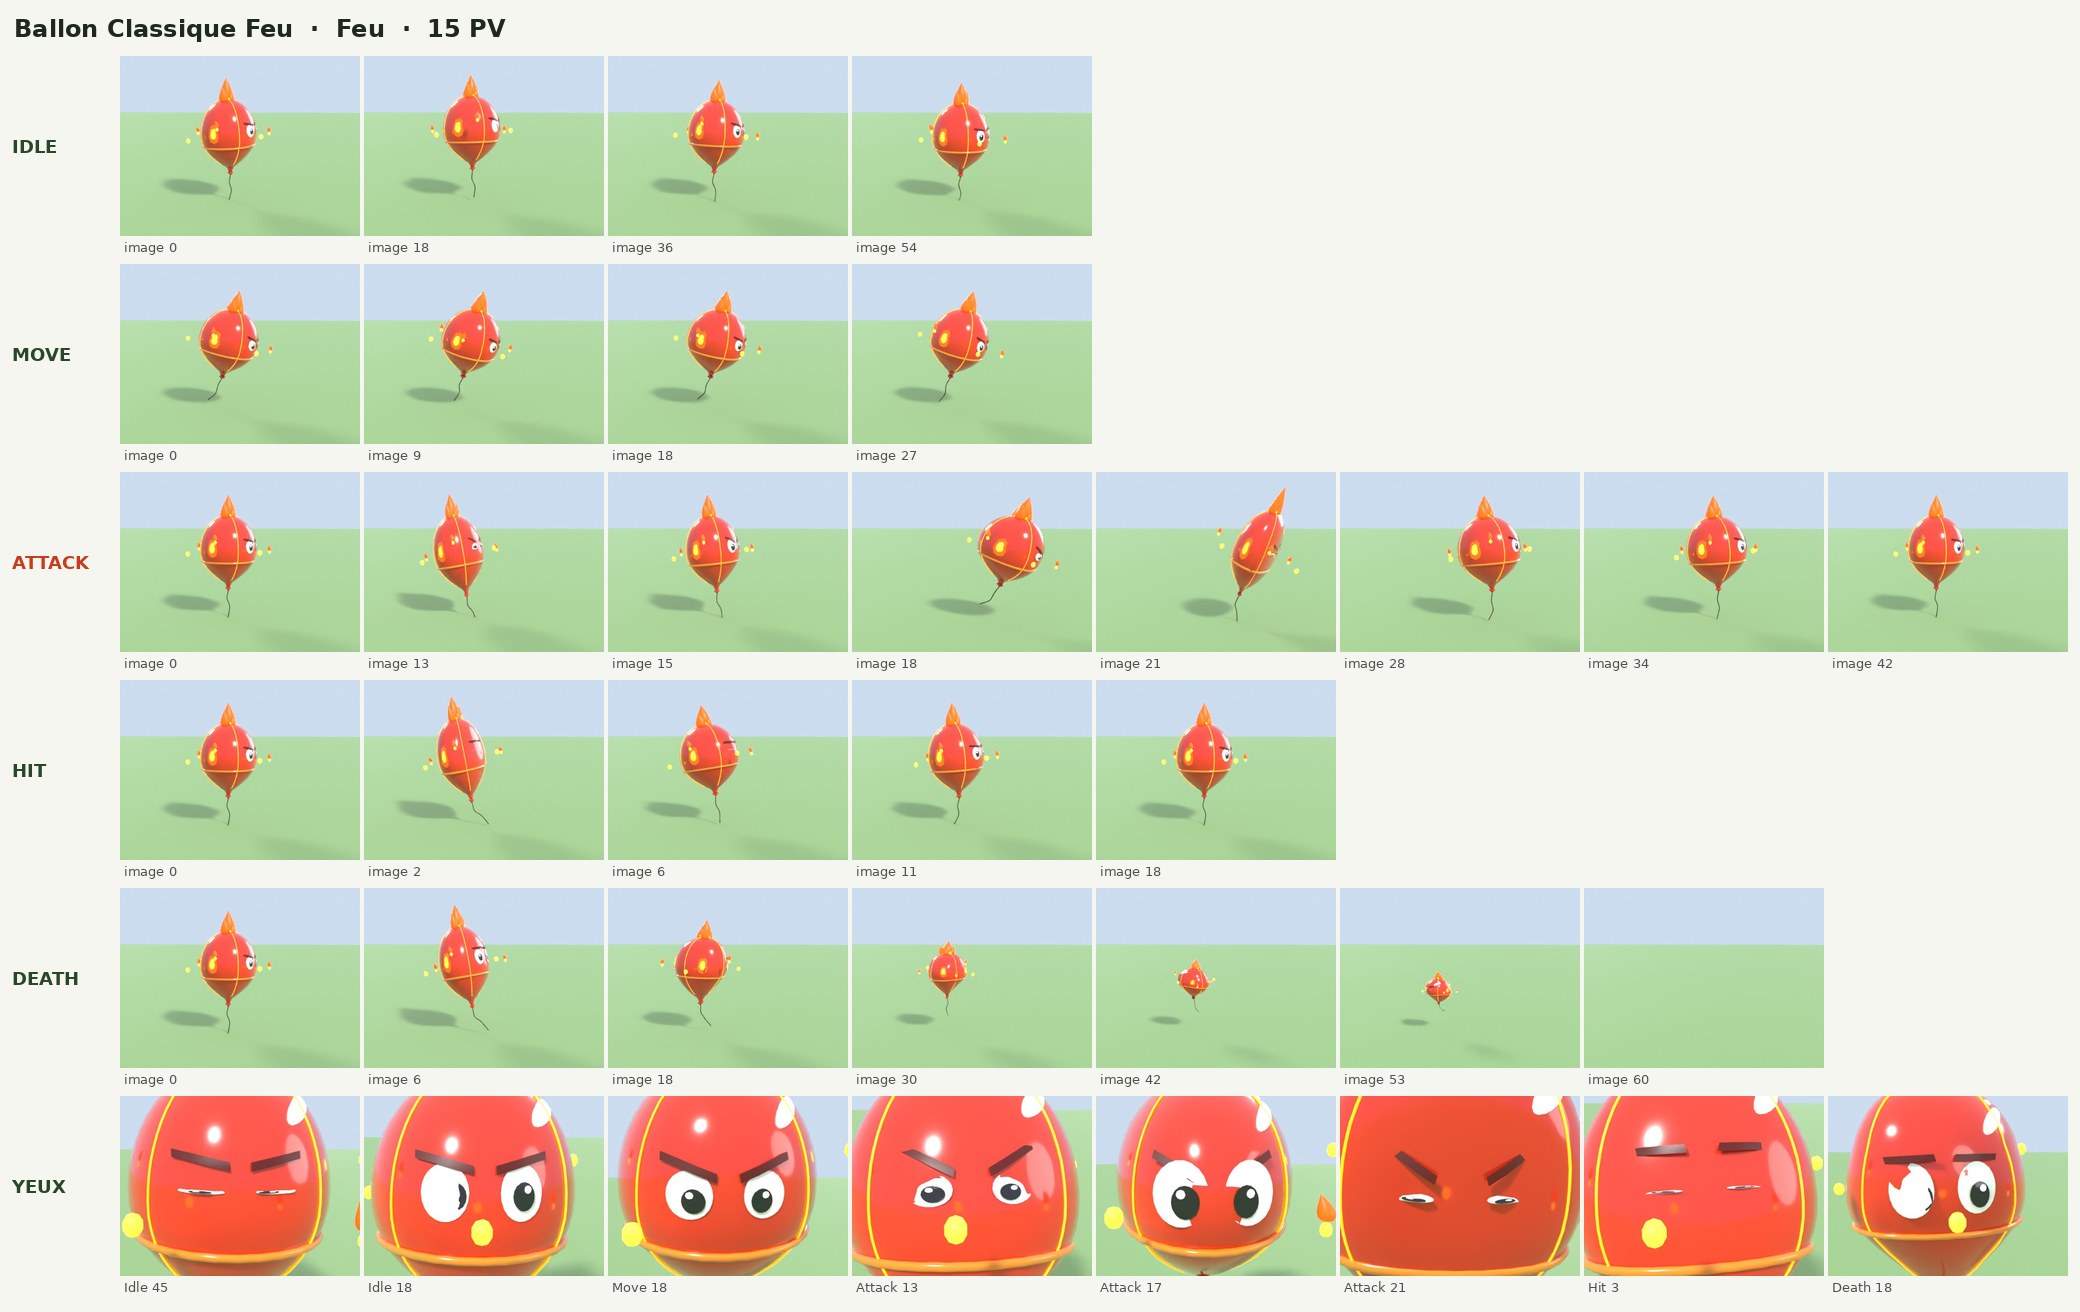 Ballon Classique Feu · Feu · 15 PV
IDLE
image 0 image 18 image 36 image 54
MOVE
image 0 image 9 image 18 image 27
ATTACK
image 0 image 13 image 15 image 18 image 21 image 28 image 34 image 42
HIT
image 0 image 2 image 6 image 11 image 18
DEATH
image 0 image 6 image 18 image 30 image 42 image 53 image 60
YEUX
Idle 45 Idle 18 Move 18 Attack 13 Attack 17 Attack 21 Hit 3 Death 18